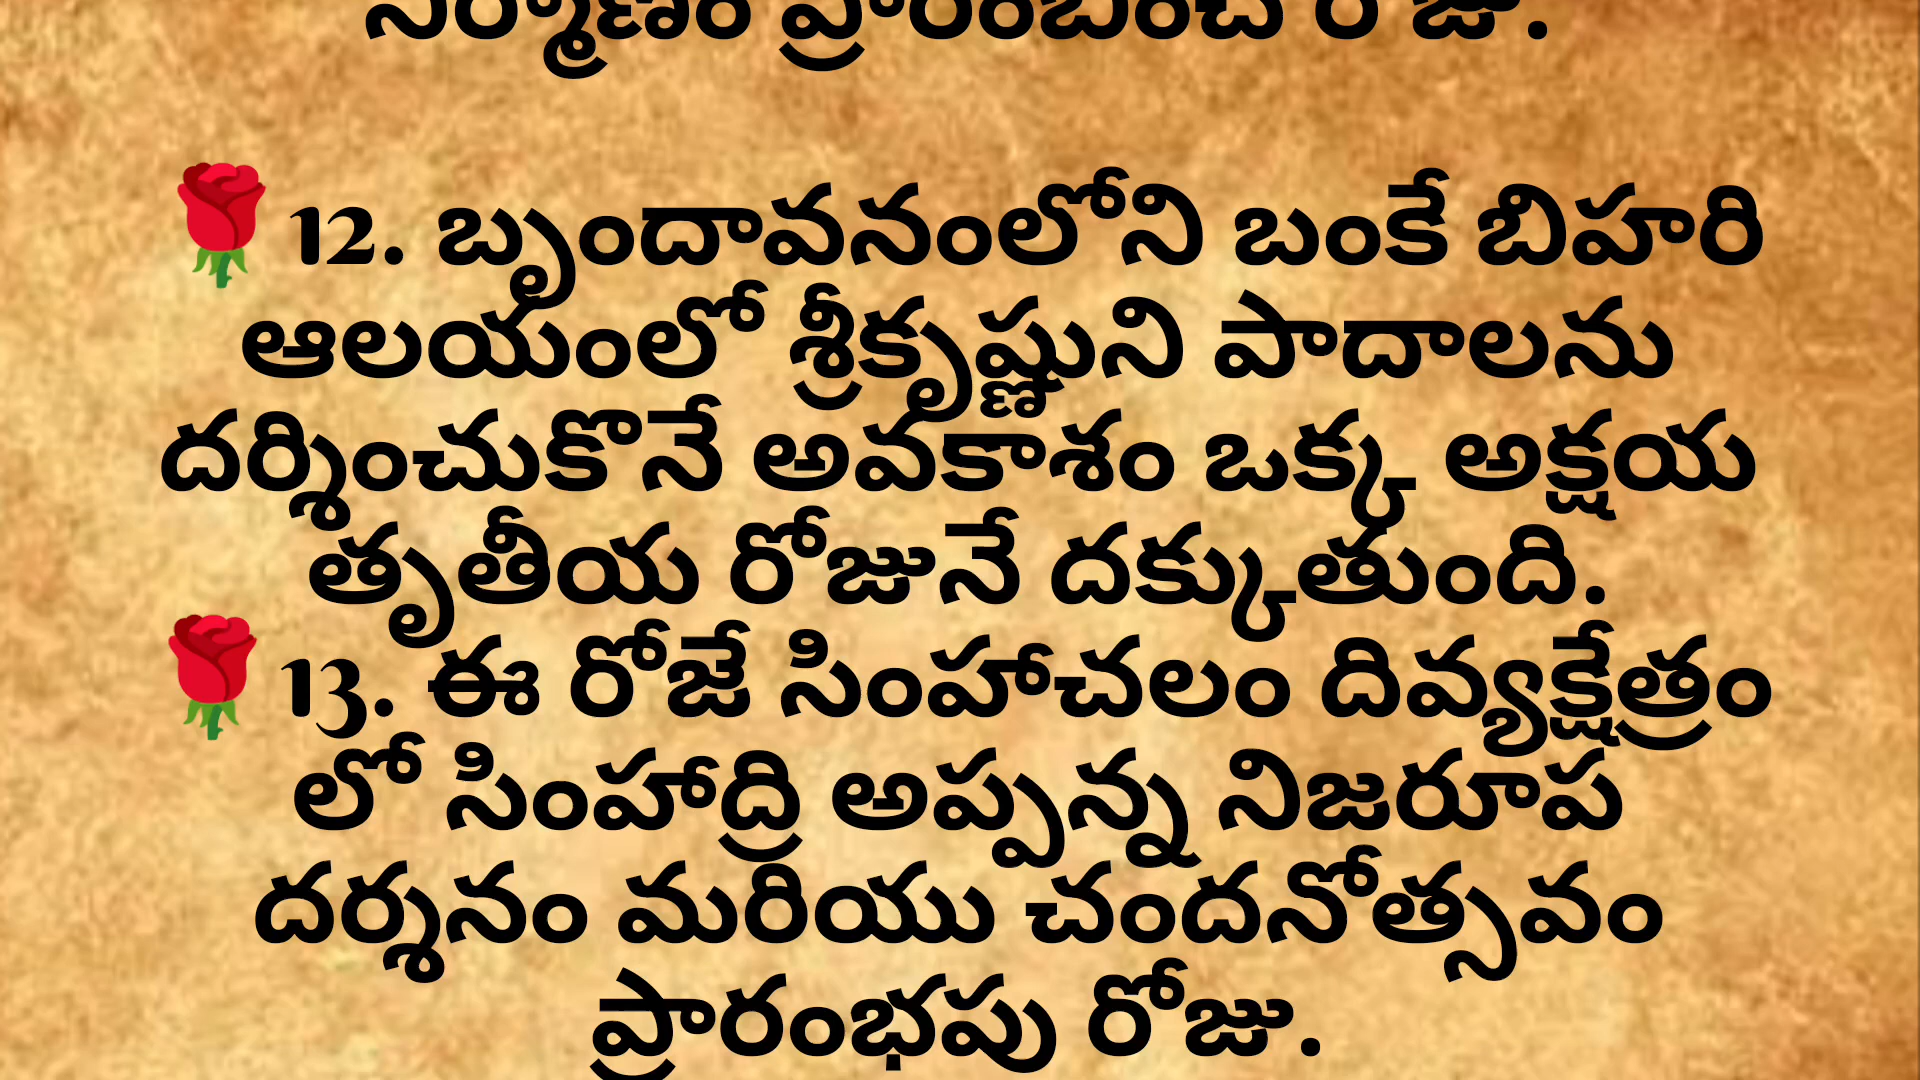 నిర్మాణం ప్రారంబించిన రోజు.
🌹12. బృందావనంలోని బంకే బిహరి
ఆలయంలో శ్రీకృష్ణుని పాదాలను
దర్శించుకొనే అవకాశం ఒక్క అక్షయ
తృతీయ రోజునే దక్కుతుంది.
🌹13. ఈ రోజే సింహాచలం దివ్యక్షేత్రం
లో సింహాద్రి అప్పన్న నిజరూప
దర్శనం మరియు చందనోత్సవం
ప్రారంభపు రోజు.